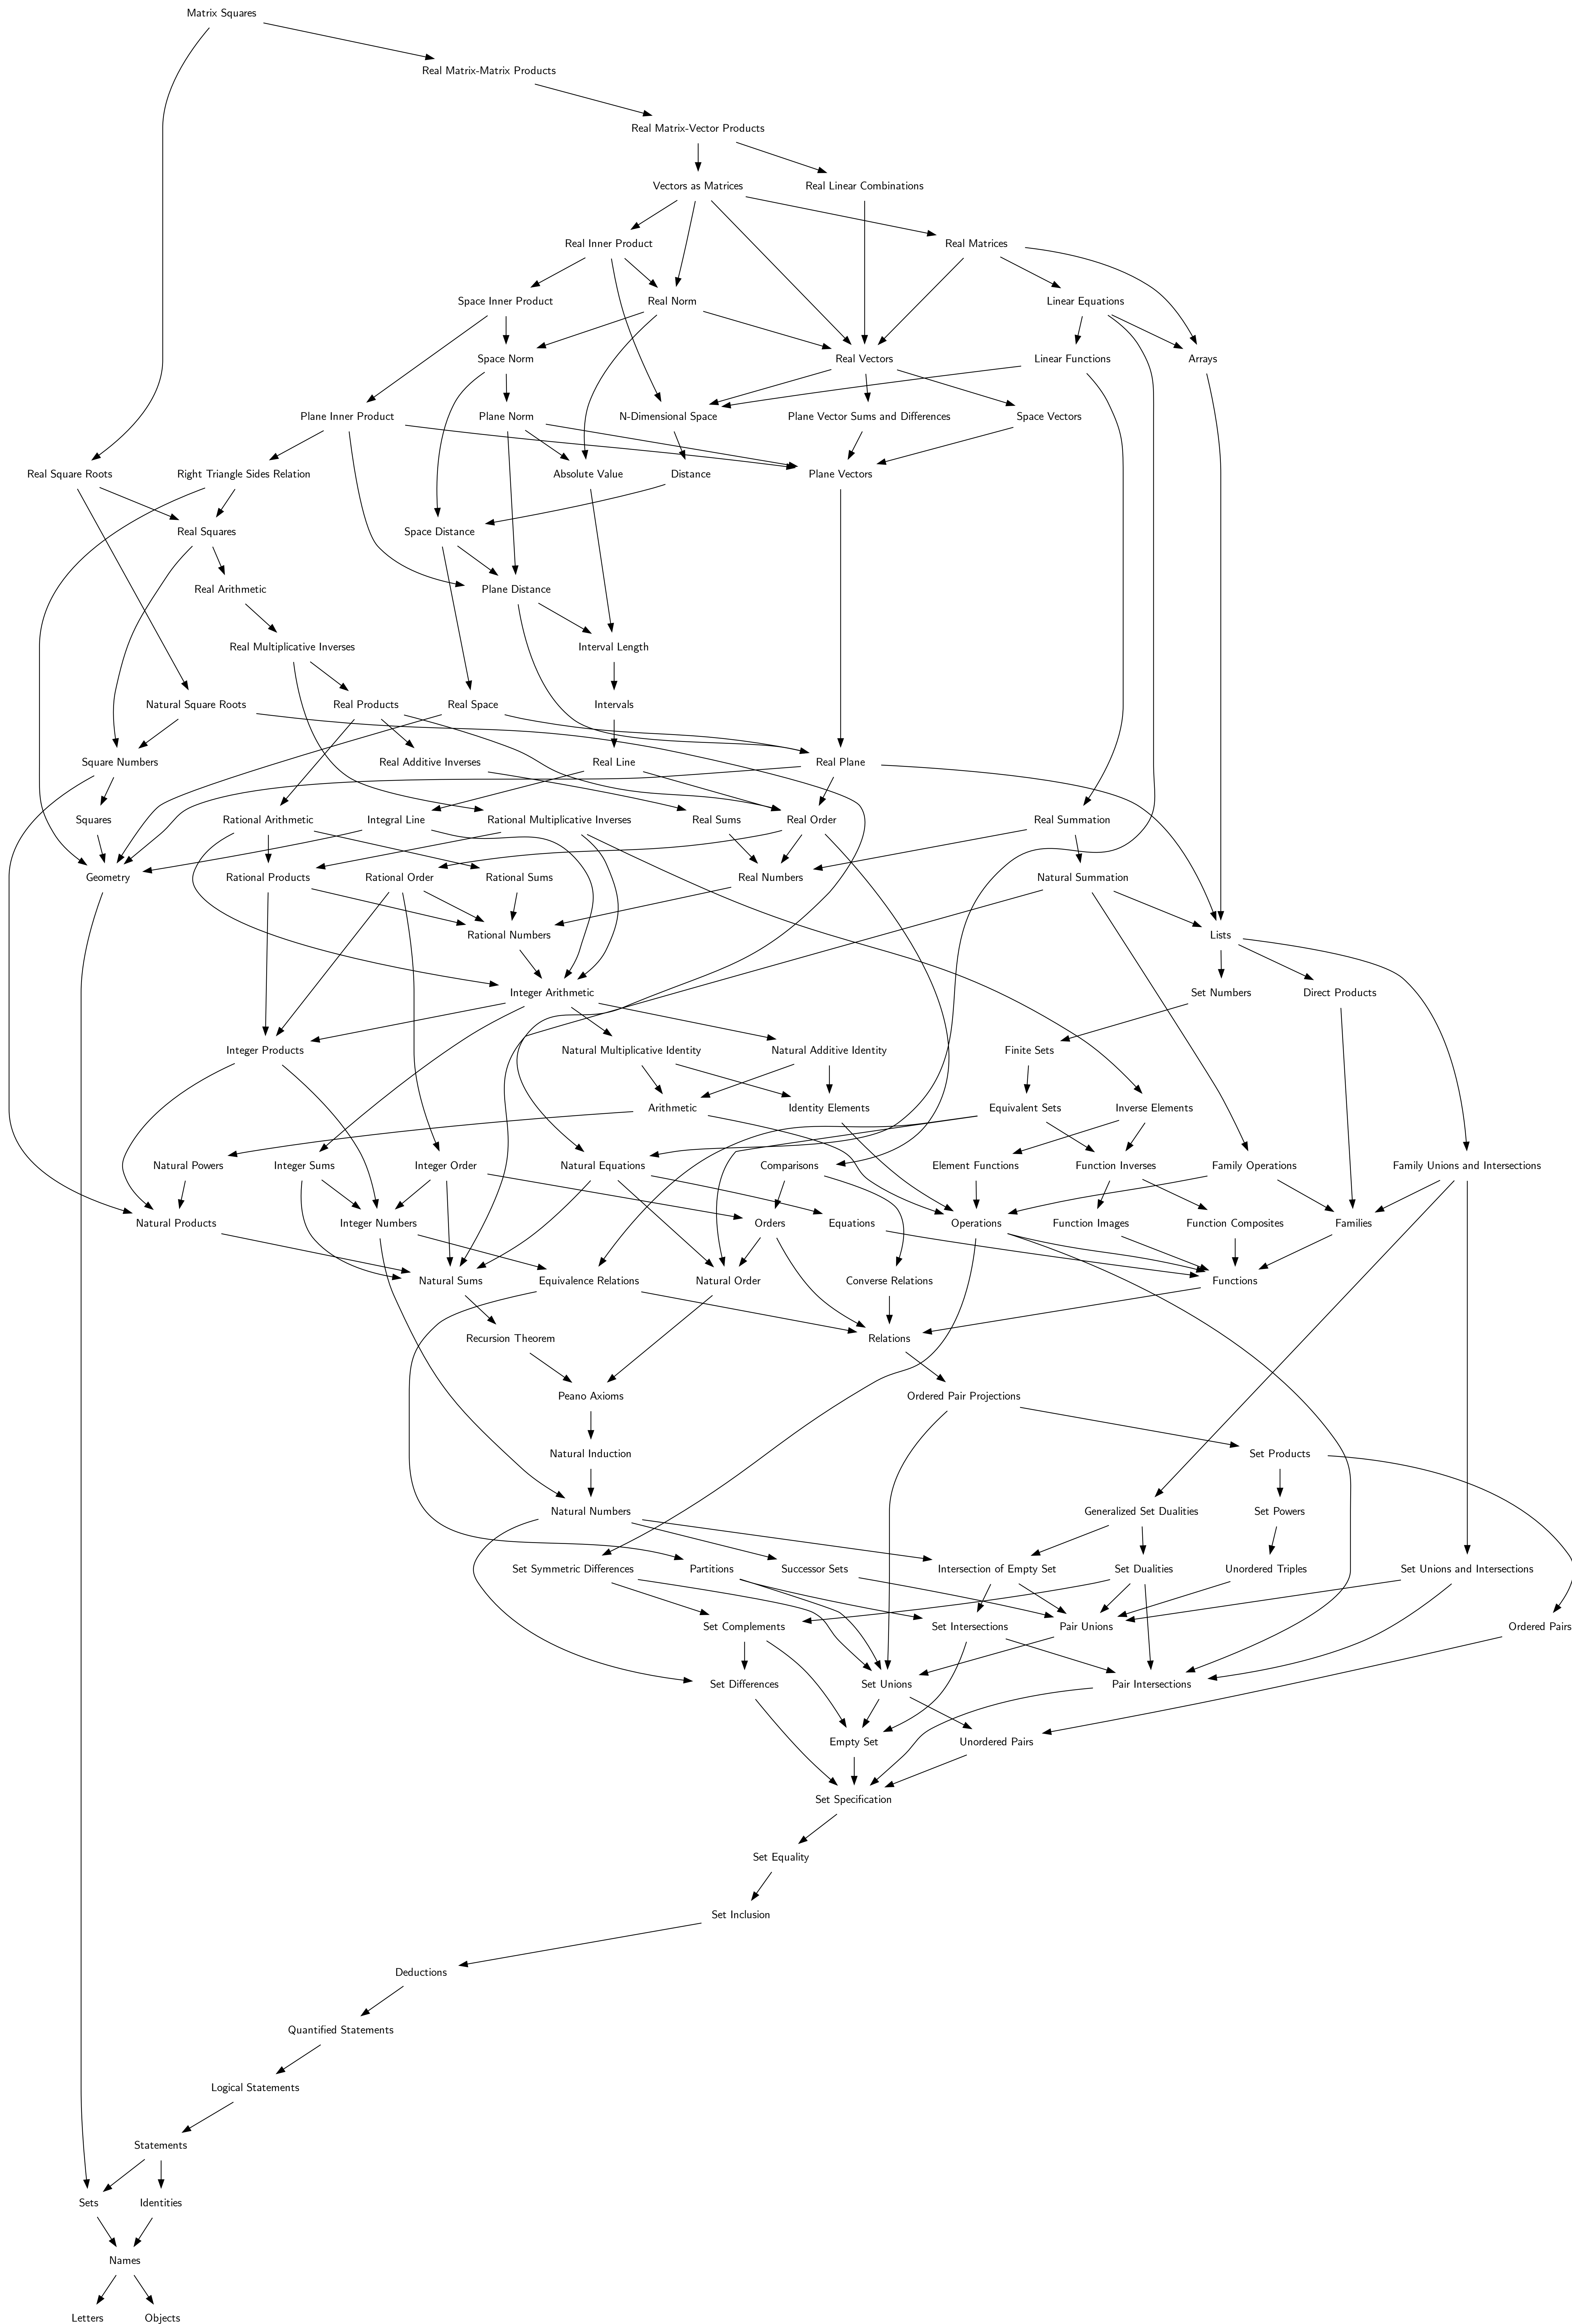 Matrix Squares
Real Matrix-Matrix Products
Real Matrix-Vector Products
Vectors as Matrices
Real Linear Combinations
Real Inner Product
Real Matrices
Space Inner Product
Real Norm
Linear Equations
Space Norm
Real Vectors
Linear Functions
Arrays
Plane Inner Product
Plane Norm
N-Dimensional Space
Plane Vector Sums and Differences
Space Vectors
Real Square Roots
Right Triangle Sides Relation
Absolute Value
Distance
Plane Vectors
Real Squares
Space Distance
Real Arithmetic
Plane Distance
Real Multiplicative Inverses
Interval Length
Natural Square Roots
Real Products
Real Space
Intervals
Square Numbers
Real Additive Inverses
Real Line
Real Plane
Squares
Rational Arithmetic
Integral Line
Rational Multiplicative Inverses
Real Sums
Real Order
Real Summation
Geometry
Rational Products
Rational Order
Rational Sums
Real Numbers
Natural Summation
Rational Numbers
Lists
Integer Arithmetic
Set Numbers
Direct Products
Integer Products
Natural Multiplicative Identity
Natural Additive Identity
Finite Sets
Arithmetic
Identity Elements
Equivalent Sets
Inverse Elements
Natural Powers
Integer Sums
Integer Order
Natural Equations
Comparisons
Element Functions
Function Inverses
Family Operations
Family Unions and Intersections
Natural Products
Integer Numbers
Orders
Equations
Operations
Function Images
Function Composites
Families
Natural Sums
Equivalence Relations
Natural Order
Converse Relations
Functions
Recursion Theorem
Relations
Peano Axioms
Ordered Pair Projections
Natural Induction
Set Products
Natural Numbers
Generalized Set Dualities
Set Powers
Set Symmetric Differences
Partitions
Successor Sets
Intersection of Empty Set
Set Dualities
Unordered Triples
Set Unions and Intersections
Set Complements
Set Intersections
Pair Unions
Ordered Pairs
Set Differences
Set Unions
Pair Intersections
Empty Set
Unordered Pairs
Set Specification
Set Equality
Set Inclusion
Deductions
Quantified Statements
Logical Statements
Statements
Sets
Identities
Names
Letters
Objects